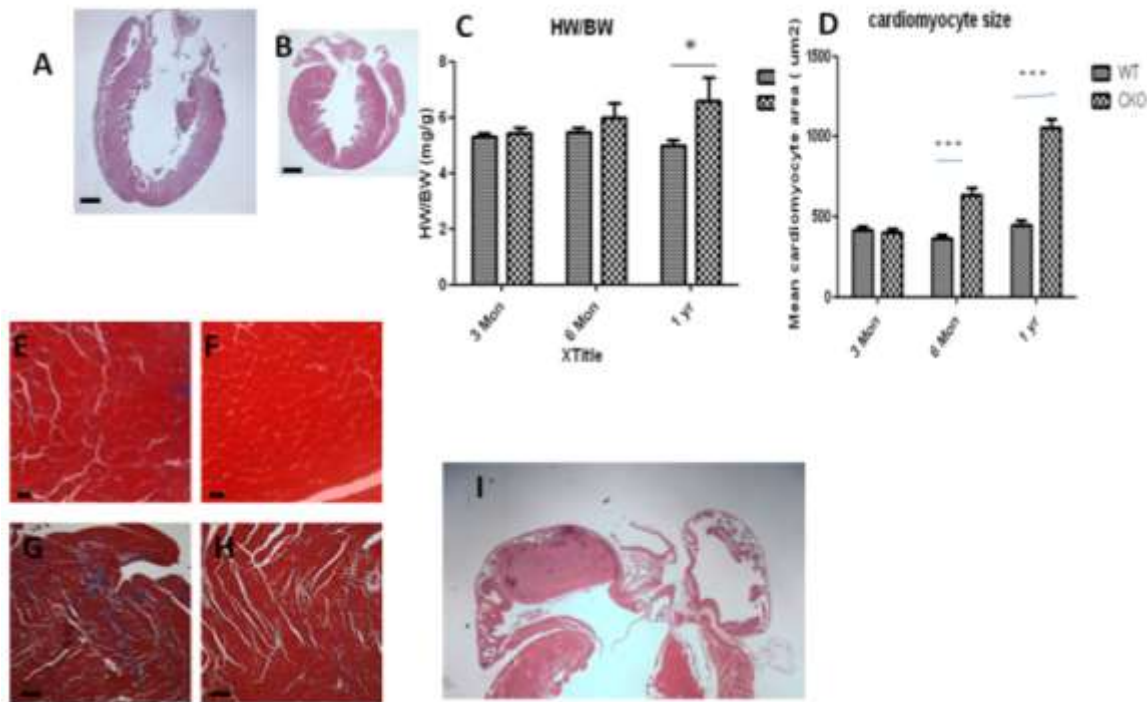 A
B
C
HW/BW
HW/BW (mg/g)
8
6
4
2
0
*
3 Mon
6 Mon
1 yr
XTitle
D
cardiomyocyte size
Mean cardiomyocyte area ( um2)
1500
1000
500
0
***
***
WT
CKO
3 Mon
6 Mon
1 yr
E
F
G
H
I